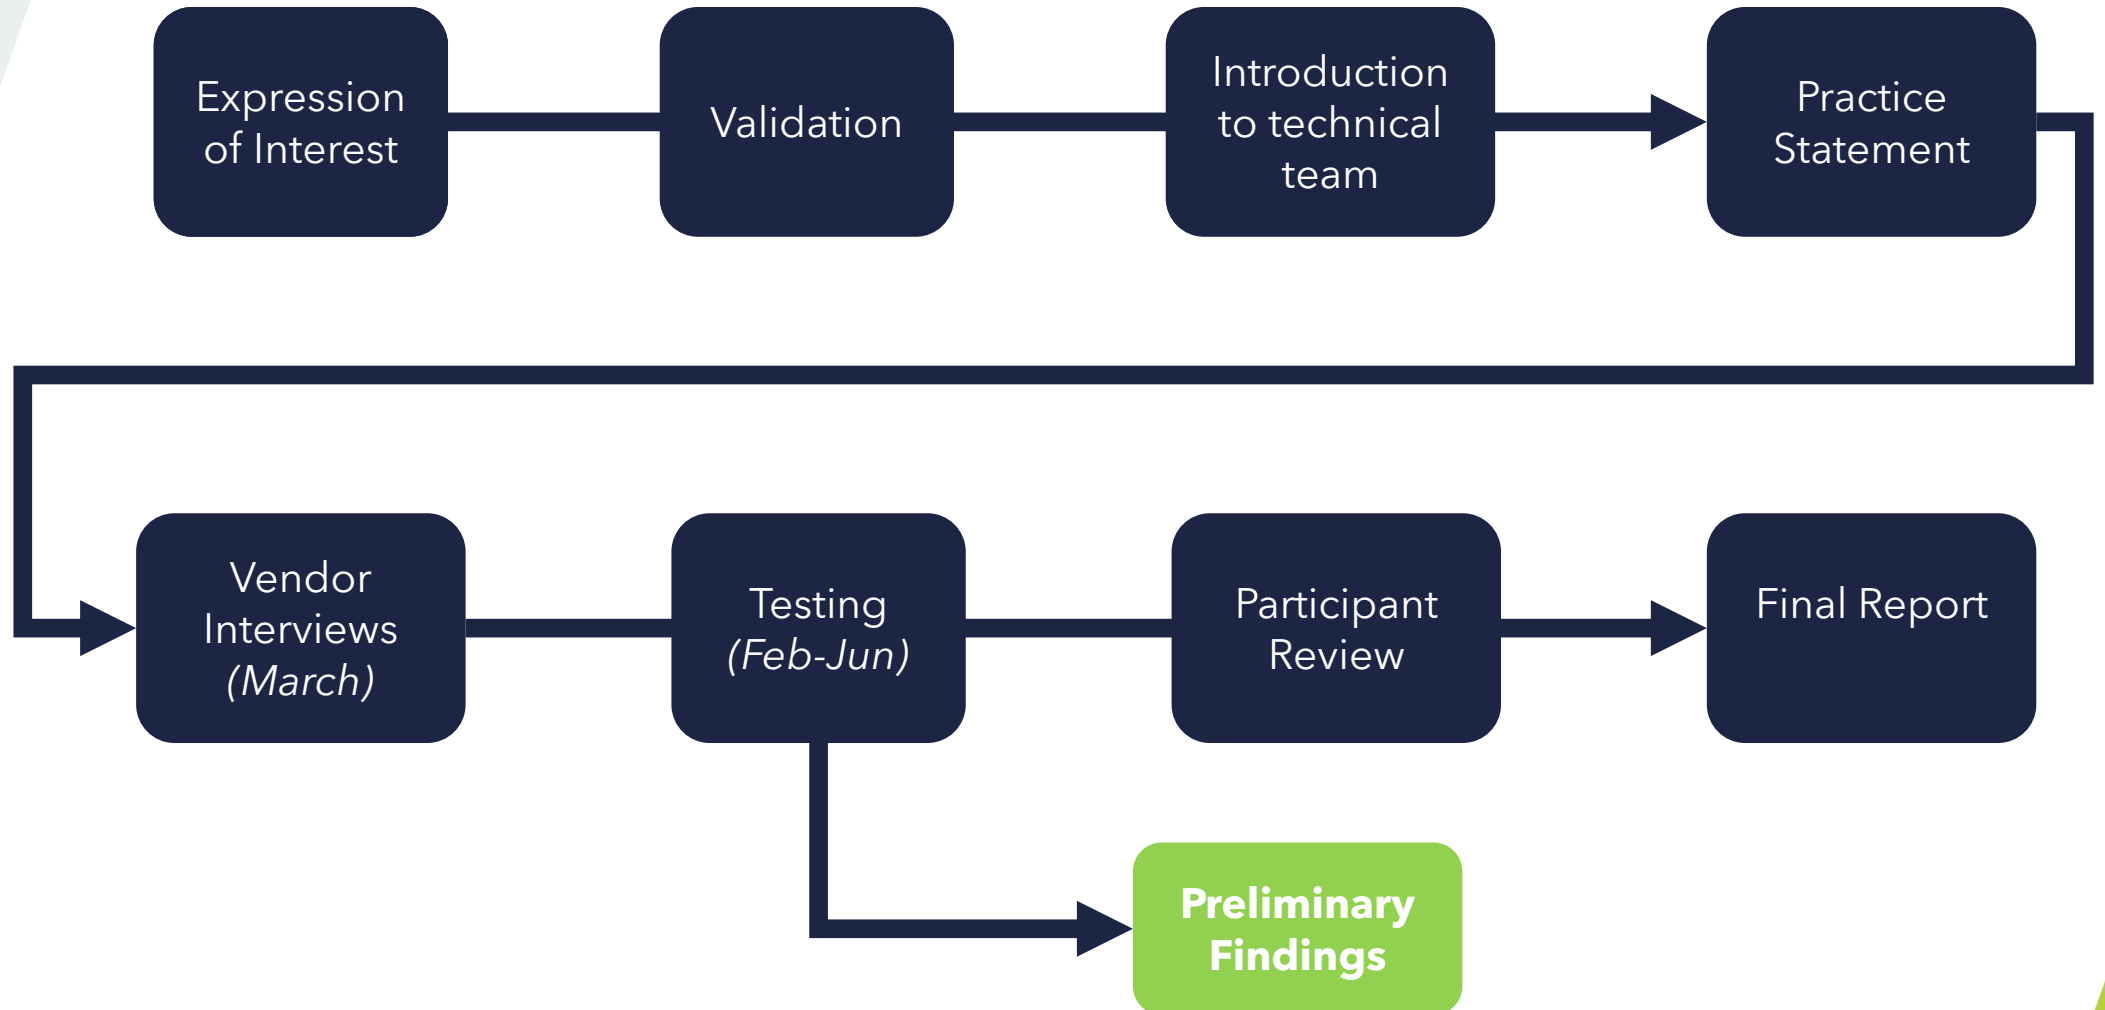 Expression
of Interest
Validation
Introduction
to technical
team
Practice
Statement
Vendor
Interviews
(March)
Testing
(Feb-Jun)
Participant
Review
Final Report
Preliminary
Findings